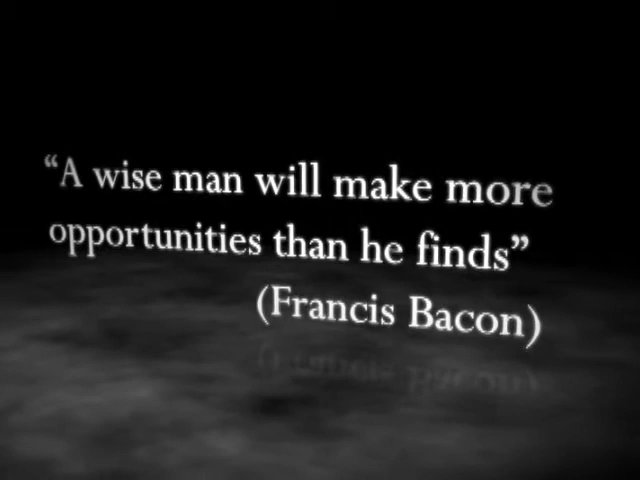 “A wise man will make more
opportunities than he finds”
(Francis Bacon)